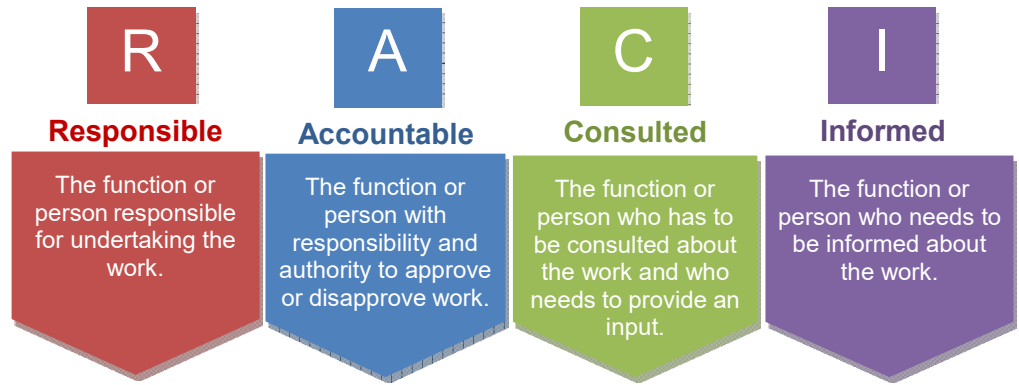 R
Responsible
The function or
person responsible
for undertaking the
work.
A
Accountable
The function or
person with
responsibility and
authority to approve
or disapprove work.
C
Consulted
The function or
person who has to
be consulted about
the work and who
needs to provide an
input.
I
Informed
The function or
person who needs to
be informed about
the work.